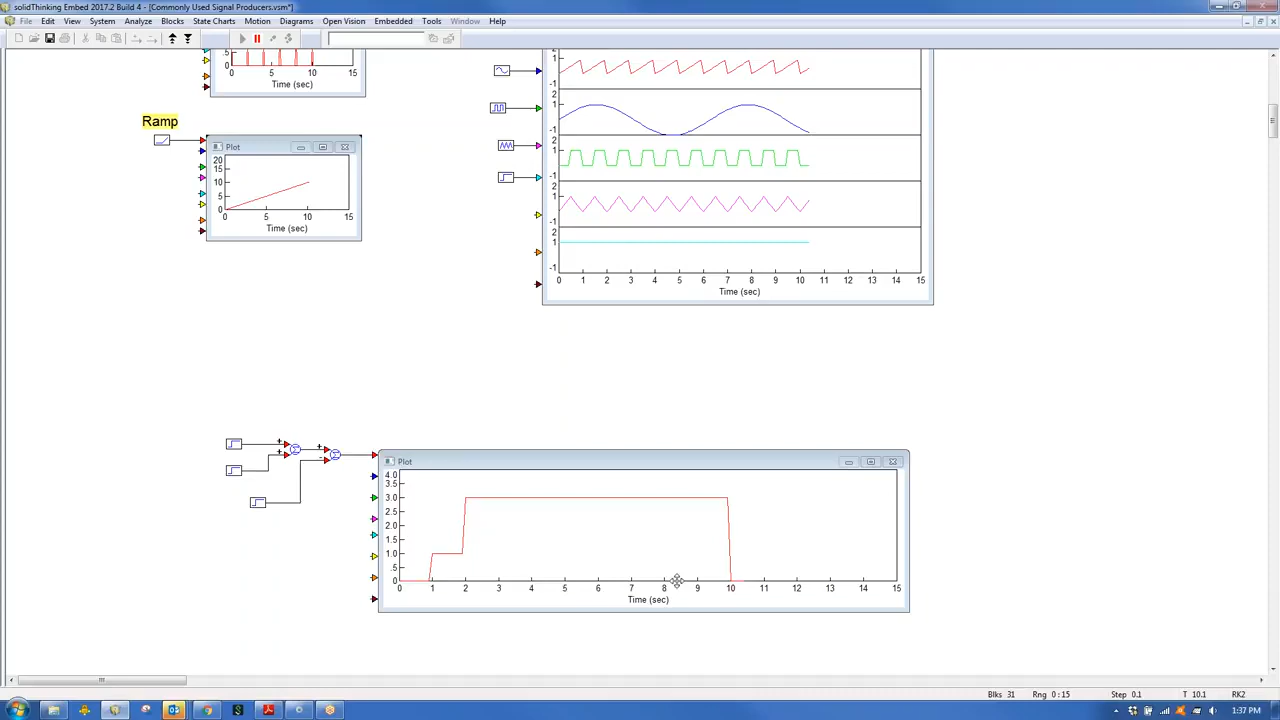 solidThinking Embed 2017.2 Build 4 - [Commonly Used Signal Producers.vsm*]
File Edit View System Analyze Blocks State Charts Motion Diagrams Open Vision Embedded Tools Window Help
.5
0
0 5 10 15
Time (sec)
Ramp
Plot
20
15
10
5
0
0 5 10 15
Time (sec)
2
1
-1
2
1
-1
2
1
-1
2
1
-1
2
1
-1
0 1 2 3 4 5 6 7 8 9 10 11 12 13 14 15
Time (sec)
+
+
+
-
Plot
4.0
3.5
3.0
2.5
2.0
1.5
1.0
.5
0
0 1 2 3 4 5 6 7 8 9 10 11 12 13 14 15
Time (sec)
Blks 31 Rng 0:15 Step 0.1 T 10.1 RK2
1:37 PM